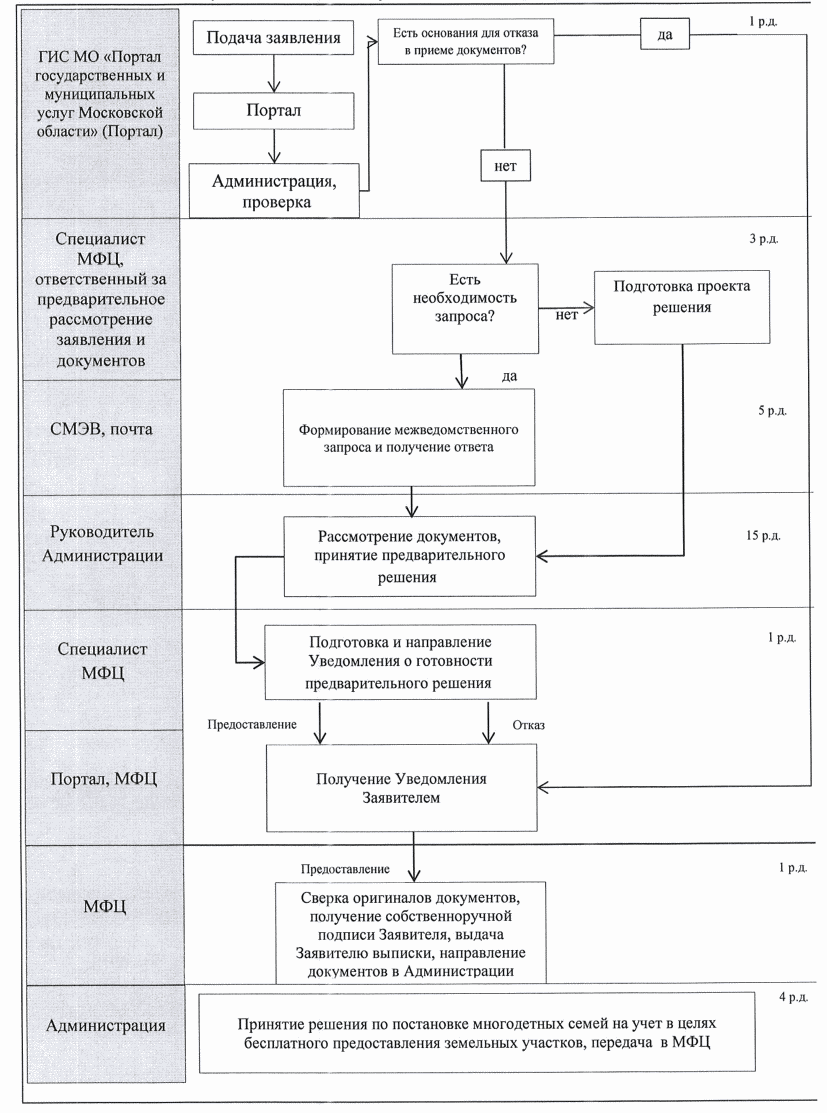 ГИС МО «Портал
государственных и
муниципальных
услуг Московской
области» (Портал)
Подача заявления
Портал
Администрация,
проверка
Есть основания для отказа
в приеме документов?
да
1 р.д.
нет
Специалист
МФЦ,
ответственный за
предварительное
рассмотрение
заявления и
документов
3 р.д.
Есть
необходимость
запроса?
нет
Подготовка проекта
решения
да
СМЭВ, почта
5 р.д.
Формирование межведомственного
запроса и получение ответа
Руководитель
Администрации
15 р.д.
Рассмотрение документов,
принятие предварительного
решения
Специалист
МФЦ
1 р.д.
Подготовка и направление
Уведомления о готовности
предварительного решения
Предоставление
Отказ
Портал, МФЦ
Получение Уведомления
Заявителем
МФЦ
Предоставление
1 р.д.
Сверка оригиналов документов,
получение собственноручной
подписи Заявителя, выдача
Заявителю выписки, направление
документов в Администрации
Администрация
4 р.д.
Принятие решения по постановке многодетных семей на учет в целях
бесплатного предоставления земельных участков, передача в МФЦ